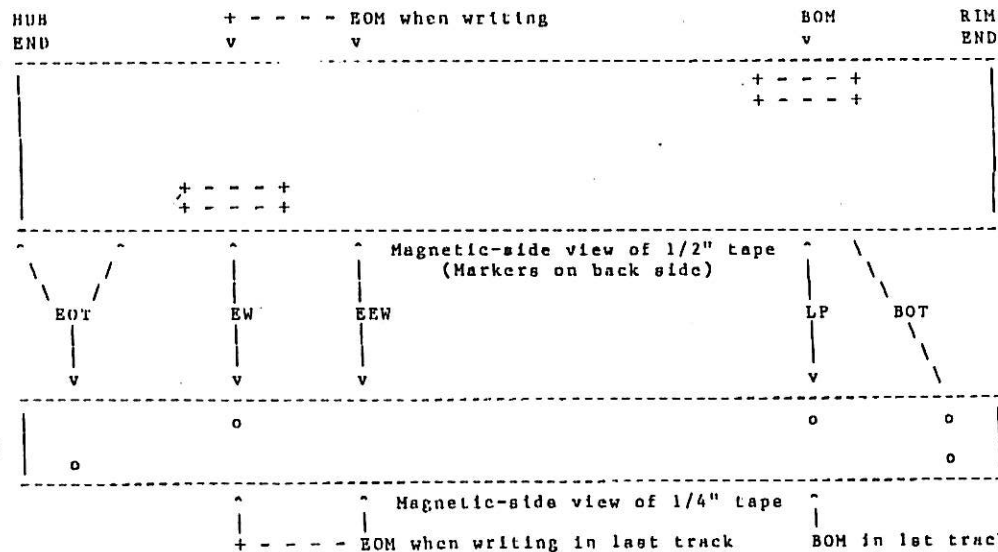 HUB + - - - - EOM when writing BOM RIM
END v v v END
+ - - - +
+ - - - +
+ - - - +
+ - - - +
Magnetic-side view of 1/2" tape
(Markers on back side)
EOT EW EEW LP BOT
v v v v
o o o
o o
Magnetic-side view of 1/4" tape
+ - - - - EOM when writing in last track BOM in 1st track